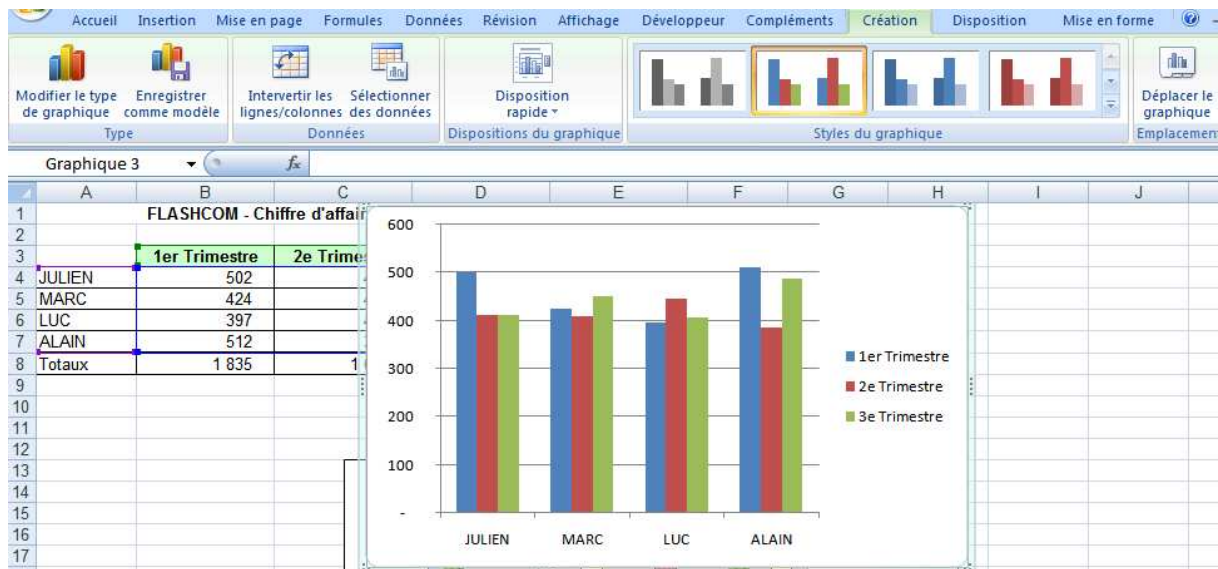 Accueil Insertion Mise en page Formules Données Révision Affichage Développeur Compléments Création Disposition Mise en forme
Modifier le type de graphique
Enregistrer comme modèle
Intervertir les lignes/colonnes
Sélectionner des données
Disposition rapide
Déplacer le graphique
Type Données Dispositions du graphique Styles du graphique Emplacemen
Graphique 3 fx
A B C D E F G H I J
1 FLASHCOM - Chiffre d'affair
2
3 1er Trimestre 2e Trimes
4 JULIEN 502
5 MARC 424
6 LUC 397
7 ALAIN 512
8 Totaux 1 835 1
9
10
11
12
13
14
15
16
17
600
500
400
300
200
100
-
JULIEN MARC LUC ALAIN
1er Trimestre
2e Trimestre
3e Trimestre